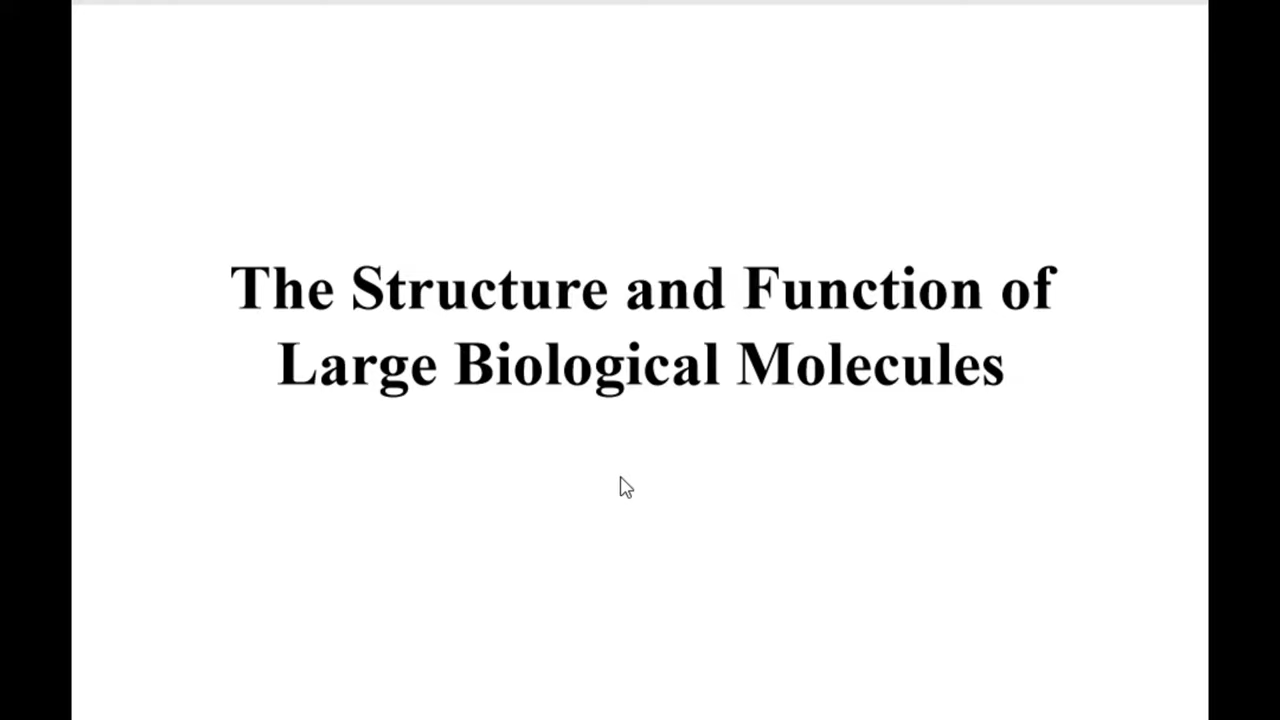 The Structure and Function of
Large Biological Molecules